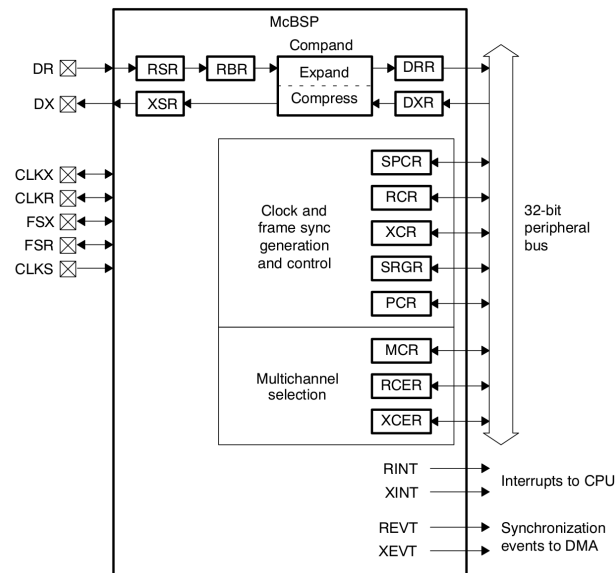 McBSP
Compand
DR
RSR
RBR
Expand
DRR
DX
XSR
Compress
DXR
SPCR
CLKX
CLKR
FSX
FSR
CLKS
Clock and
frame sync
generation
and control
RCR
XCR
SRGR
PCR
32-bit
peripheral
bus
Multichannel
selection
MCR
RCER
XCER
RINT
XINT
Interrupts to CPU
REVT
XEVT
Synchronization
events to DMA